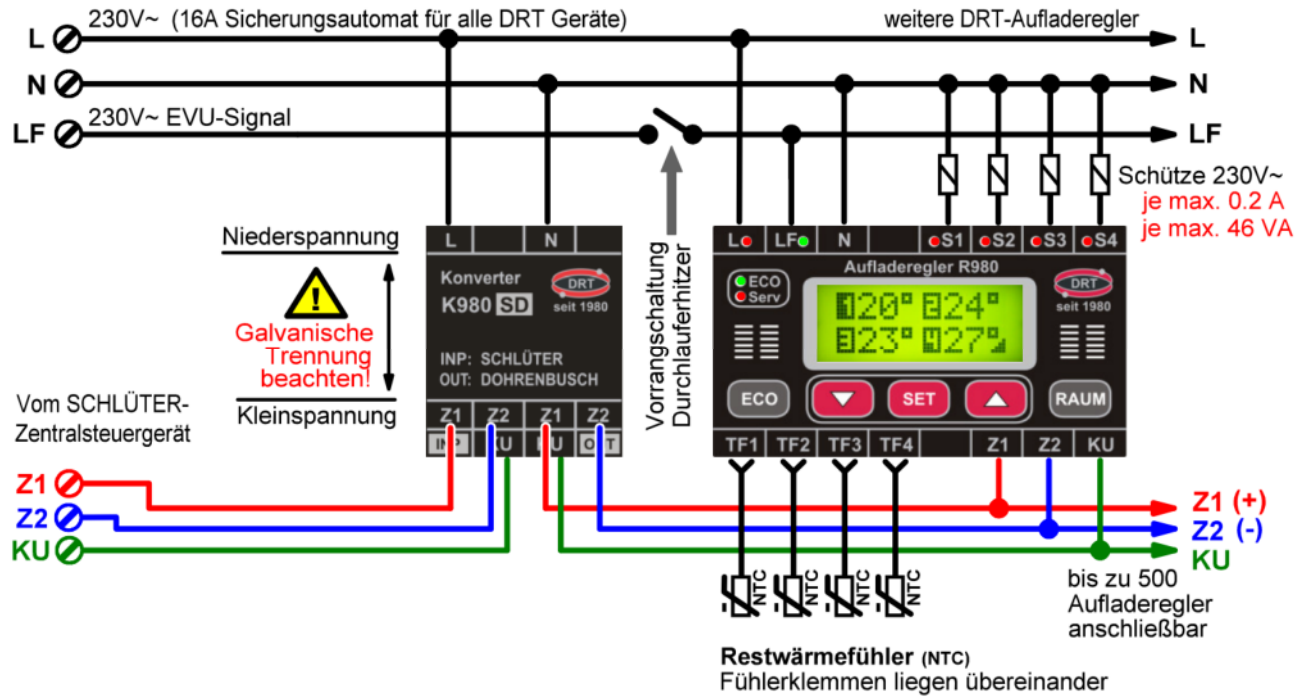 230V~ (16A Sicherungsautomat für alle DRT Geräte)
weitere DRT-Aufladeregler
L
L
N
N
230V~ EVU-Signal
LF
LF
Schütze 230V~
je max. 0.2 A
je max. 46 VA
Vorrangschaltung
Durchlauferhitzer
Niederspannung
Galvanische
Trennung
beachten!
Kleinspannung
L N
Konverter
K980 SD
DRT
seit 1980
INP: SCHLÜTER
OUT: DOHRENBUSCH
Z1 Z2 Z1 Z2
INP KU KU OUT
L LF N S1 S2 S3 S4
Aufladeregler R980
ECO
Serv
DRT
seit 1980
1 20° 2 24°
3 23° 4 27°
ECO SET RAUM
TF1 TF2 TF3 TF4 Z1 Z2 KU
Vom SCHLÜTER-
Zentralsteuergerät
Z1
Z2
KU
Z1 (+)
Z2 (-)
KU
NTC NTC NTC NTC
bis zu 500
Aufladeregler
anschließbar
Restwärmefühler (NTC)
Fühlerklemmen liegen übereinander